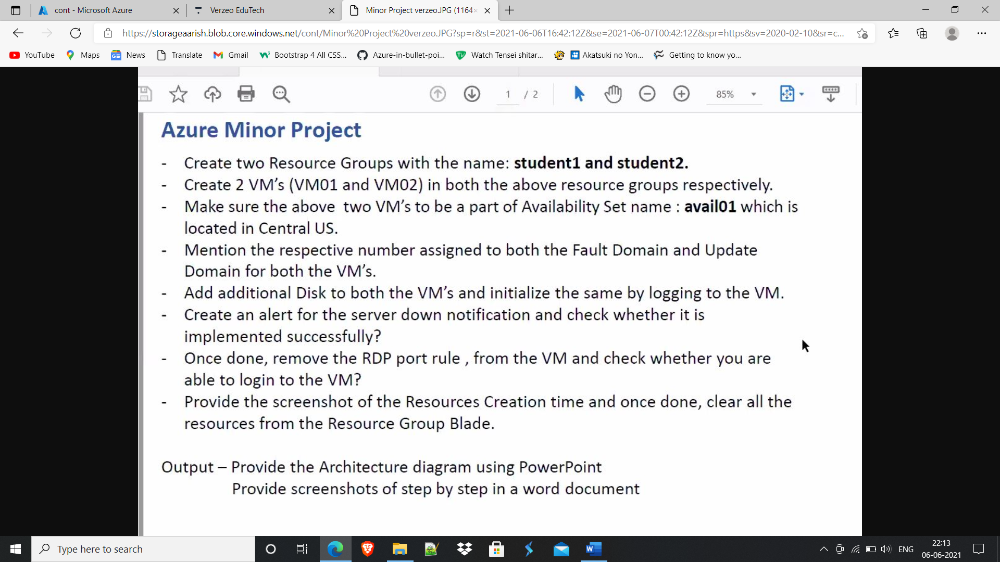 cont - Microsoft Azure
Verzeo EduTech
Minor Project verzeo.JPG (1164×
https://storageaarish.blob.core.windows.net/cont/Minor%20Project%20verzeo.JPG?sp=r&st=2021-06-06T16:42:12Z&se=2021-06-07T00:42:12Z&spr=https&sv=2020-02-10&sr=c...
YouTube
Maps
News
Translate
Gmail
Bootstrap 4 All CSS...
Azure-in-bullet-poi...
Watch Tensei shitar...
Akatsuki no Yon...
Getting to know yo...
1 / 2
85%
Azure Minor Project
- Create two Resource Groups with the name: student1 and student2.
- Create 2 VM's (VM01 and VM02) in both the above resource groups respectively.
- Make sure the above two VM's to be a part of Availability Set name : avail01 which is
located in Central US.
- Mention the respective number assigned to both the Fault Domain and Update
Domain for both the VM's.
- Add additional Disk to both the VM's and initialize the same by logging to the VM.
- Create an alert for the server down notification and check whether it is
implemented successfully?
- Once done, remove the RDP port rule , from the VM and check whether you are
able to login to the VM?
- Provide the screenshot of the Resources Creation time and once done, clear all the
resources from the Resource Group Blade.
Output – Provide the Architecture diagram using PowerPoint
Provide screenshots of step by step in a word document
Type here to search
ENG
22:13
06-06-2021